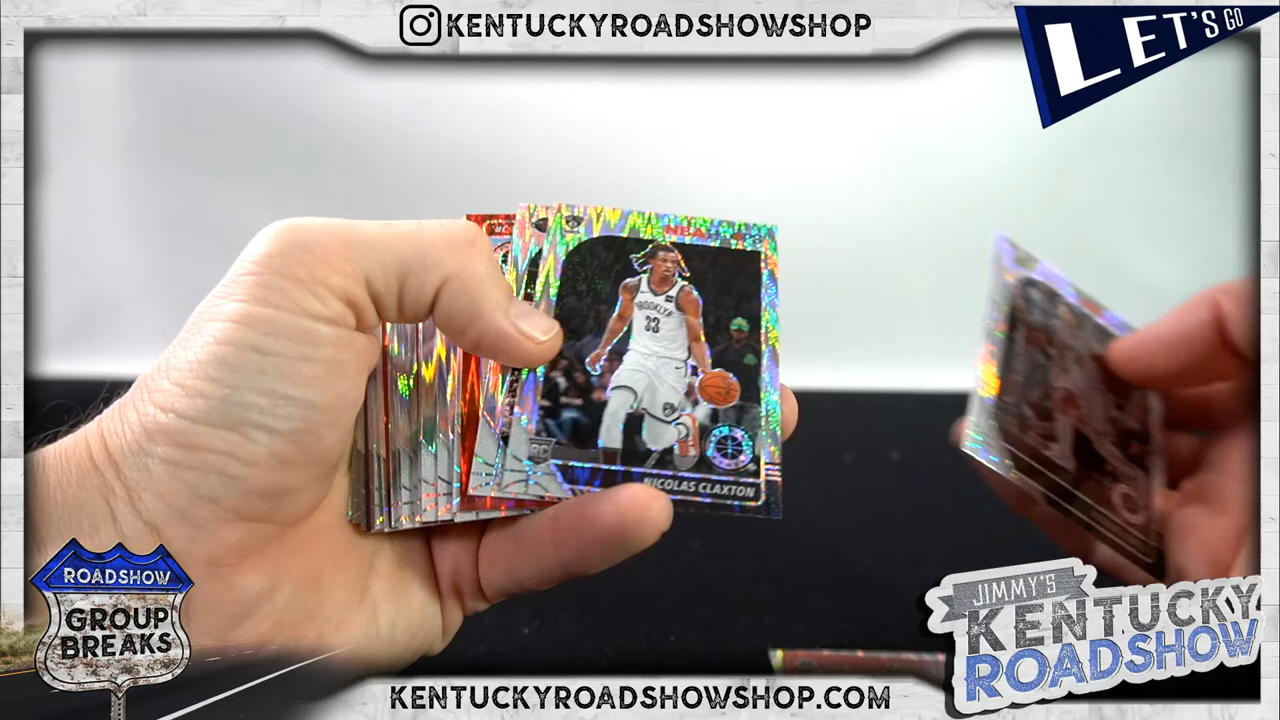 KENTUCKYROADSHOWSHOP
LET'S GO
NBA
BROOKLYN
33
RC
NICOLAS CLAXTON
ROADSHOW
GROUP
BREAKS
JIMMY'S
KENTUCKY
ROADSHOW
KENTUCKYROADSHOWSHOP.COM